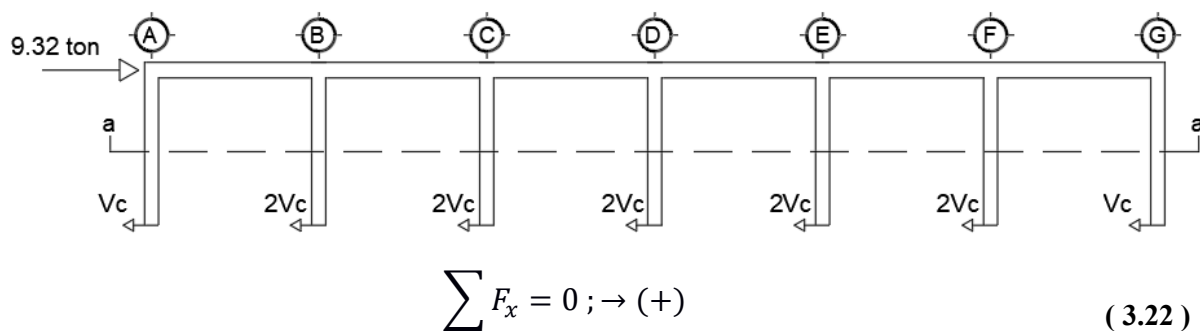 A B C D E F G
9.32 ton
a a
Vc 2Vc 2Vc 2Vc 2Vc 2Vc Vc
∑ Fₓ = 0 ; → (+)
( 3.22 )